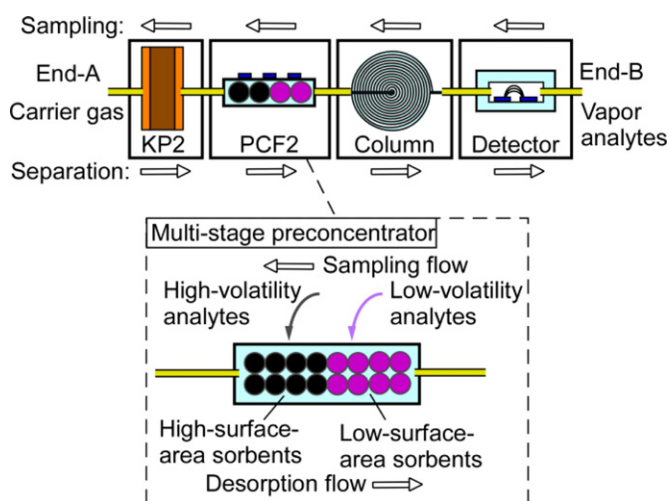 Sampling:
End-A
Carrier gas
KP2
PCF2
Column
Detector
End-B
Vapor
analytes
Separation:
Multi-stage preconcentrator
Sampling flow
High-volatility
analytes
Low-volatility
analytes
High-surface-
area sorbents
Low-surface-
area sorbents
Desorption flow